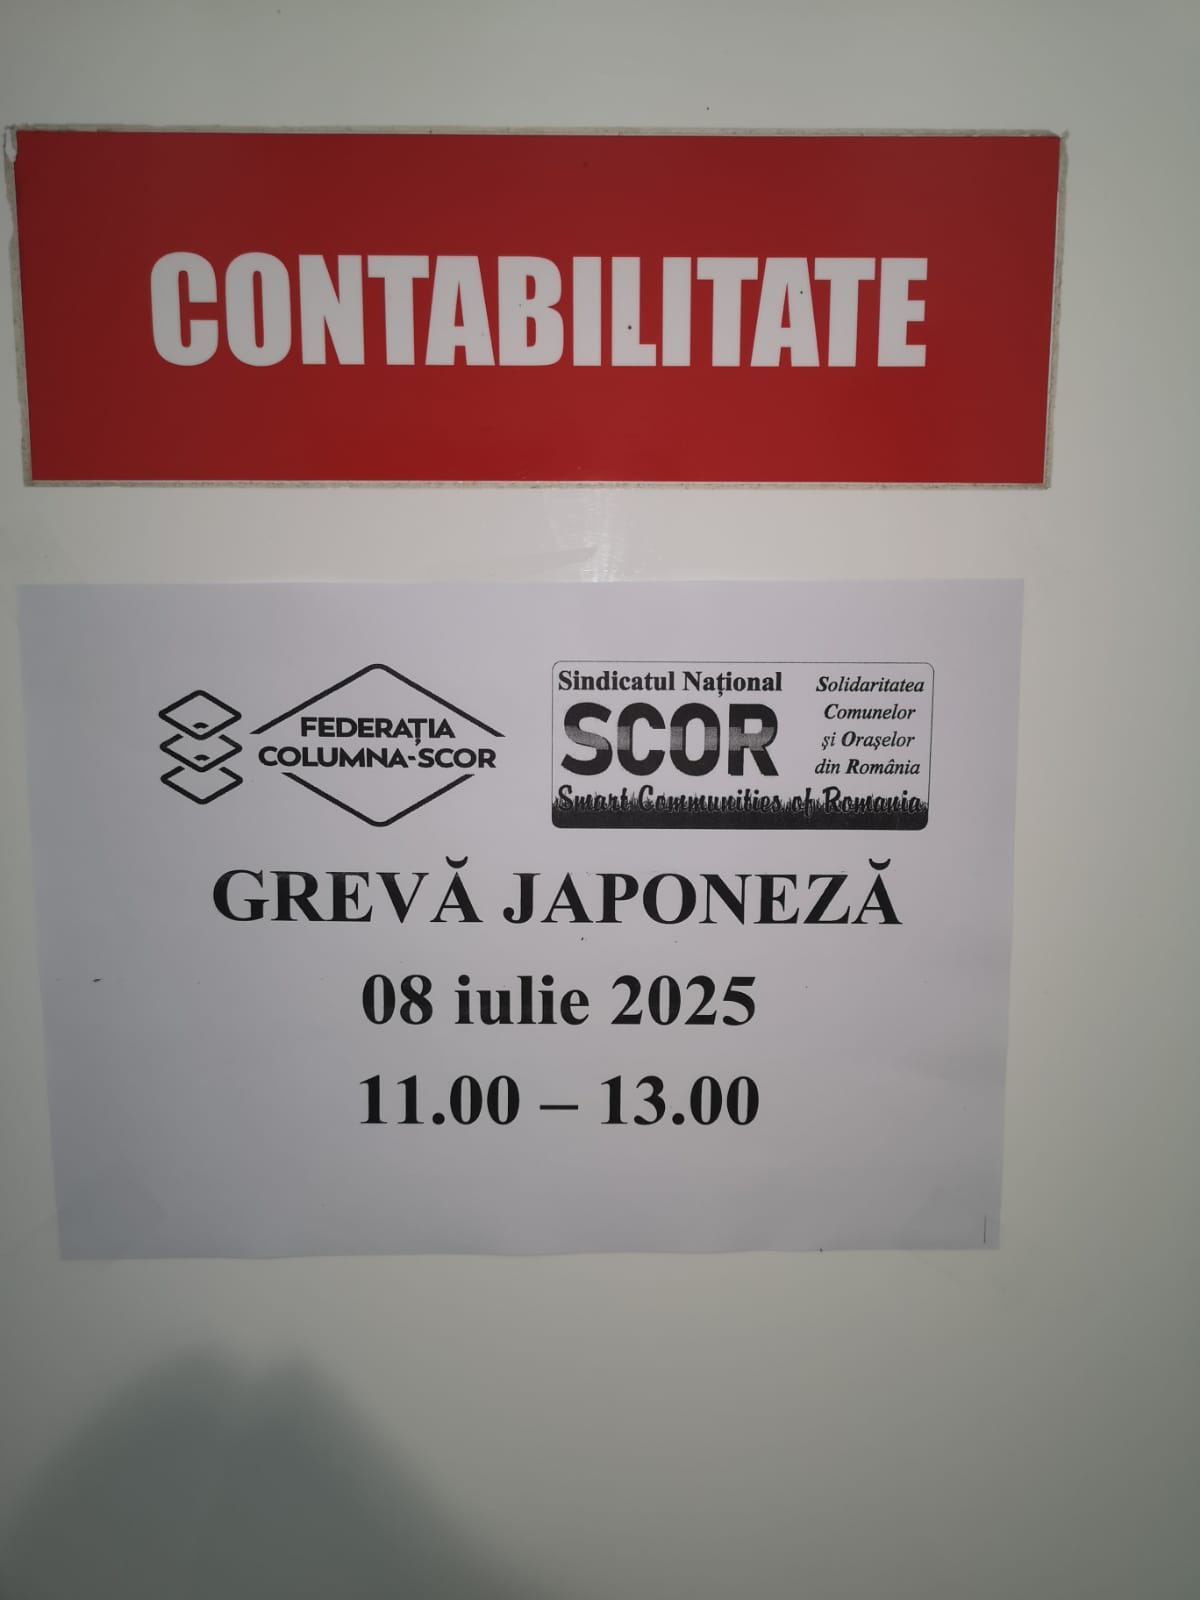 CONTABILITATE
FEDERAȚIA
COLUMNA-SCOR
Sindicatul Național
SCOR
Smart Communities of Romania
Solidaritatea
Comunelor
și Orașelor
din România
GREVĂ JAPONEZĂ
08 iulie 2025
11.00 – 13.00